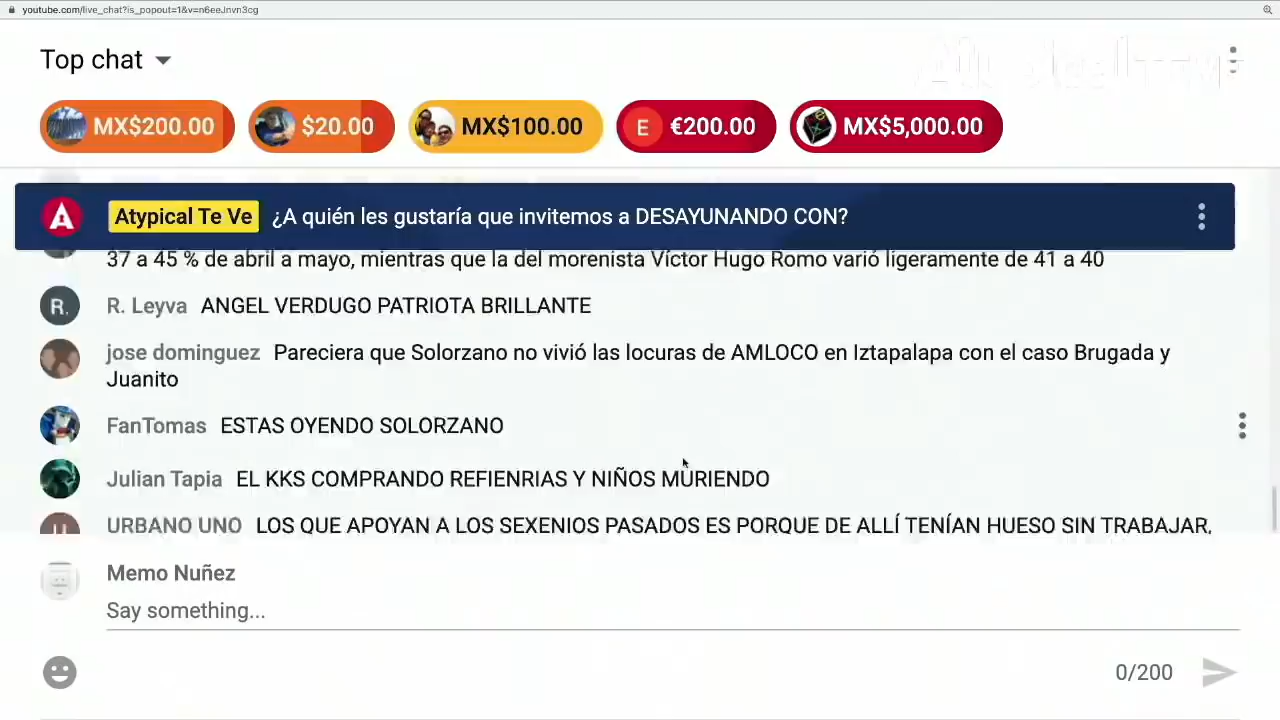 youtube.com/live_chat?is_popout=1&v=n6eeJnvn3cg
Top chat
MX$200.00
$20.00
MX$100.00
E
€200.00
MX$5,000.00
A
Atypical Te Ve
¿A quién les gustaría que invitemos a DESAYUNANDO CON?
37 a 45 % de abril a mayo, mientras que la del morenista Víctor Hugo Romo varió ligeramente de 41 a 40
R. R. Leyva ANGEL VERDUGO PATRIOTA BRILLANTE
jose dominguez Pareciera que Solorzano no vivió las locuras de AMLOCO en Iztapalapa con el caso Brugada y
Juanito
FanTomas ESTAS OYENDO SOLORZANO
Julian Tapia EL KKS COMPRANDO REFIENRIAS Y NIÑOS MURIENDO
URBANO UNO LOS QUE APOYAN A LOS SEXENIOS PASADOS ES PORQUE DE ALLÍ TENÍAN HUESO SIN TRABAJAR,
Memo Nuñez
Say something...
0/200